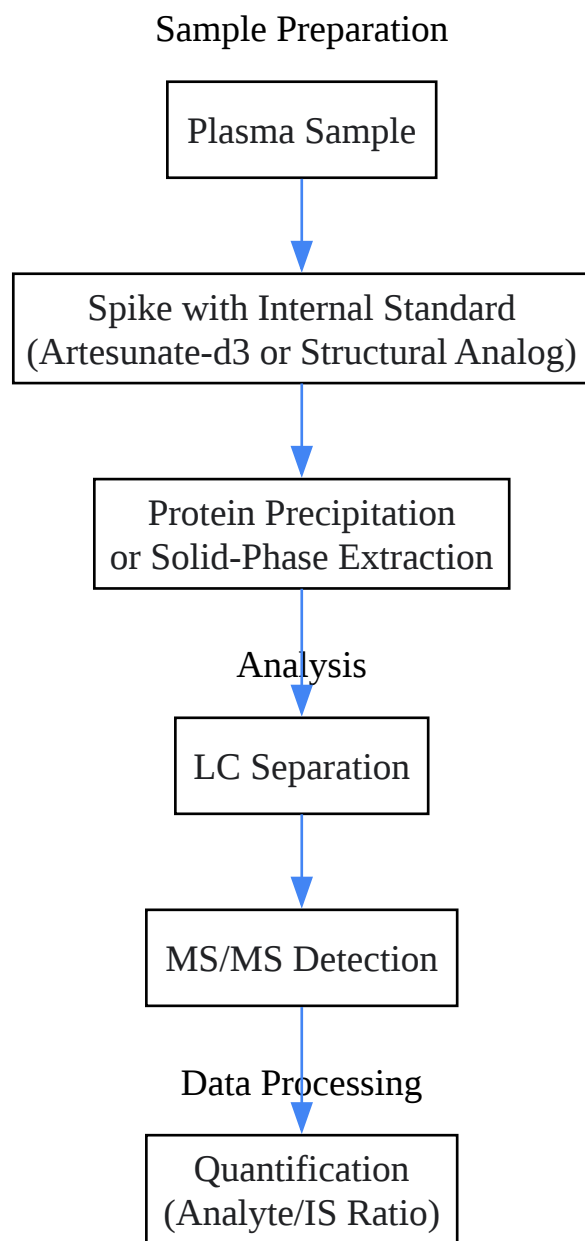 Sample Preparation
Plasma Sample
Spike with Internal Standard
(Artesunate-d3 or Structural Analog)
Protein Precipitation
or Solid-Phase Extraction
Analysis
LC Separation
MS/MS Detection
Data Processing
Quantification
(Analyte/IS Ratio)